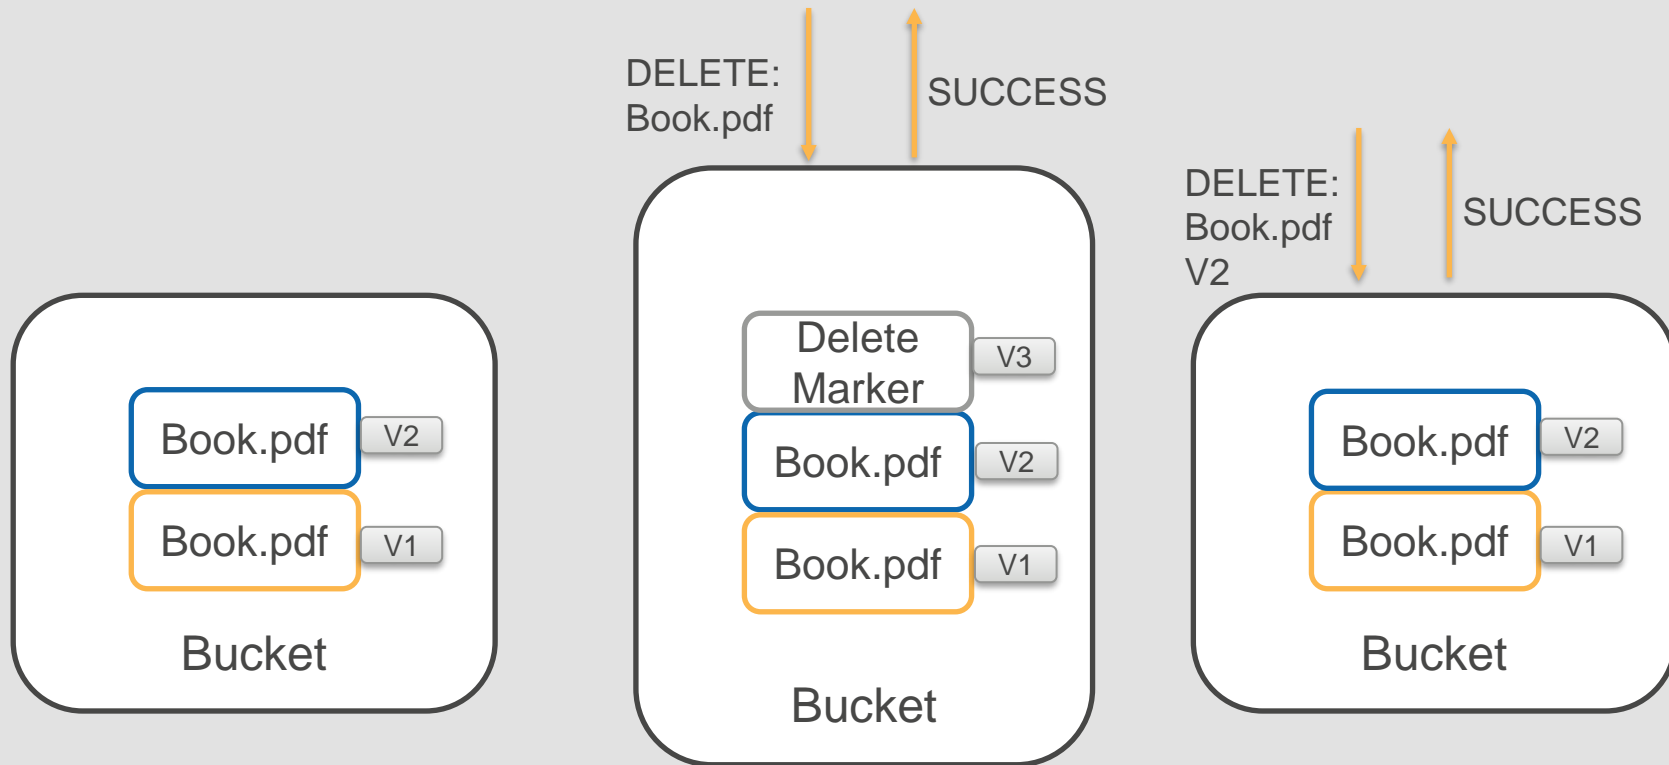 Book.pdf
V2
Book.pdf
V1
Bucket
DELETE:
Book.pdf
SUCCESS
Delete
Marker
V3
Book.pdf
V2
Book.pdf
V1
Bucket
DELETE:
Book.pdf
V2
SUCCESS
Book.pdf
V2
Book.pdf
V1
Bucket